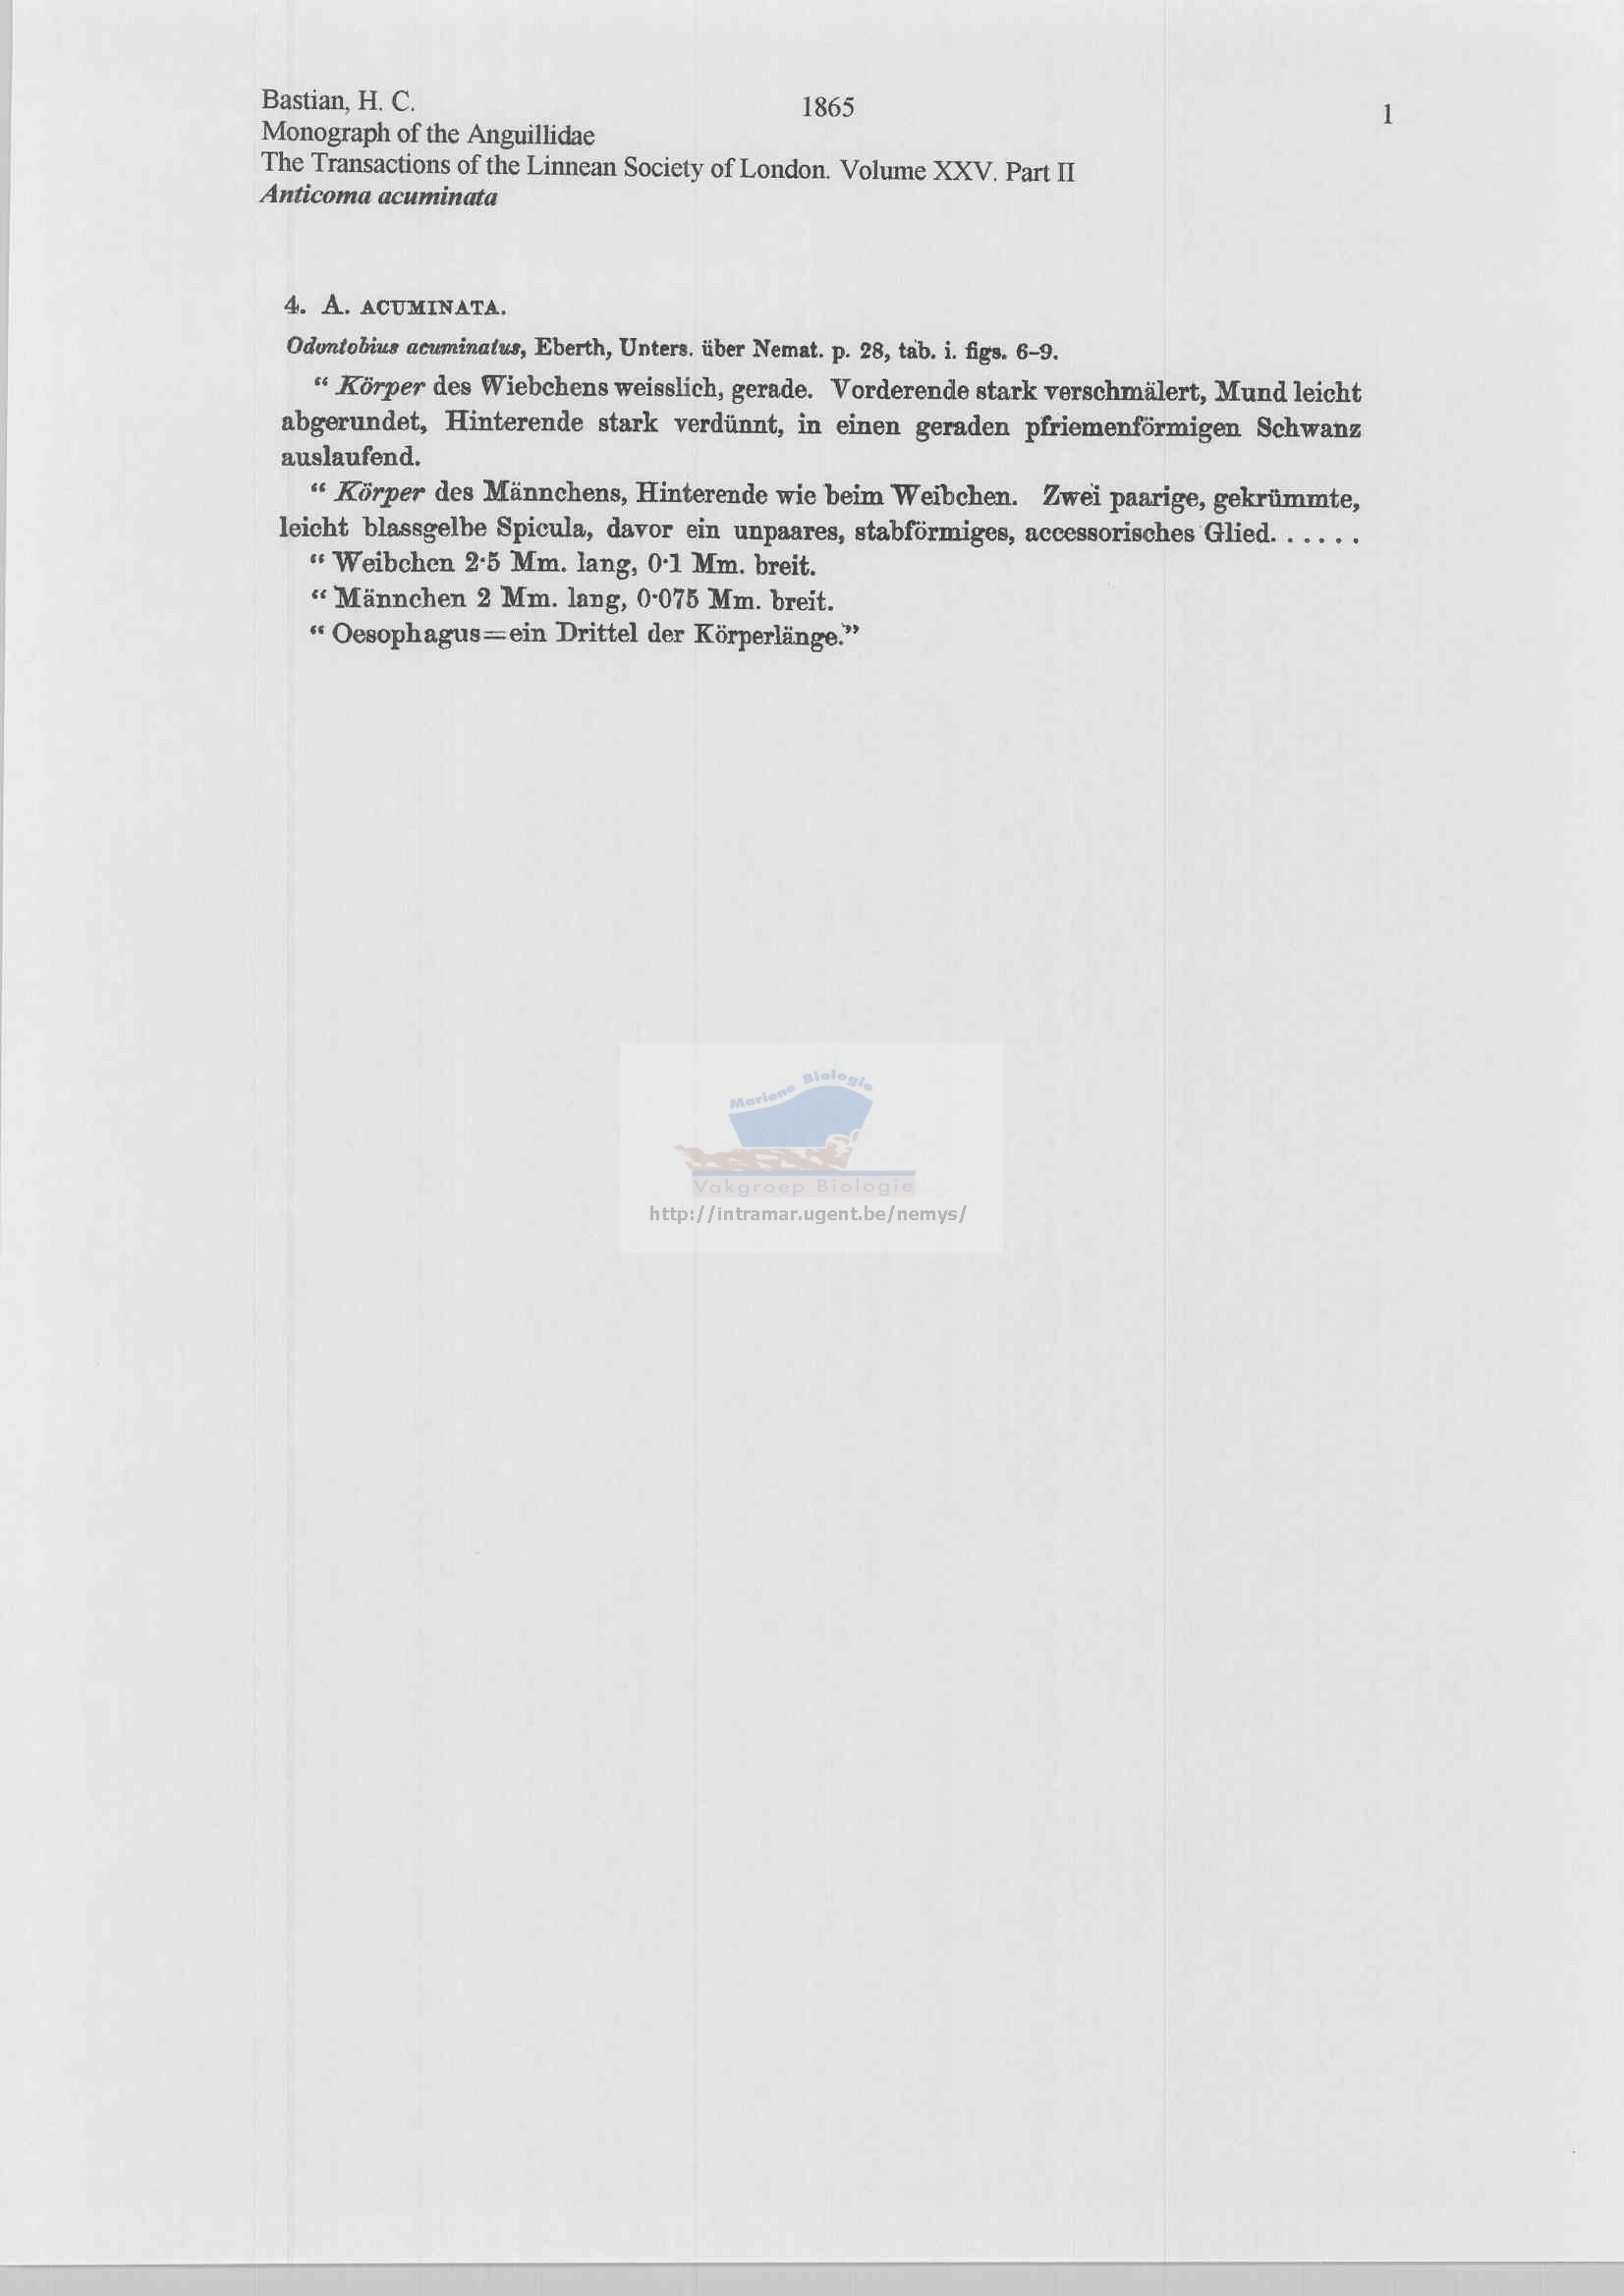 Bastian, H. C. 1865 1
Monograph of the Anguillidae
The Transactions of the Linnean Society of London. Volume XXV. Part II
Anticoma acuminata
4. A. ACUMINATA.
Odontobius acuminatus, Eberth, Unters. über Nemat. p. 28, tab. i. figs. 6–9.
“ Körper des Wiebchens weisslich, gerade. Vorderende stark verschmälert, Mund leicht
abgerundet, Hinterende stark verdünnt, in einen geraden pfriemenförmigen Schwanz
auslaufend.
“ Körper des Männchens, Hinterende wie beim Weibchen. Zwei paarige, gekrümmte,
leicht blassgelbe Spicula, davor ein unpaares, stabförmiges, accessorisches Glied. . . . . .
“ Weibchen 2·5 Mm. lang, 0·1 Mm. breit.
“ Männchen 2 Mm. lang, 0·075 Mm. breit.
“ Oesophagus=ein Drittel der Körperlänge.”
Mariene Biologie
Vakgroep Biologie
http://intramar.ugent.be/nemys/